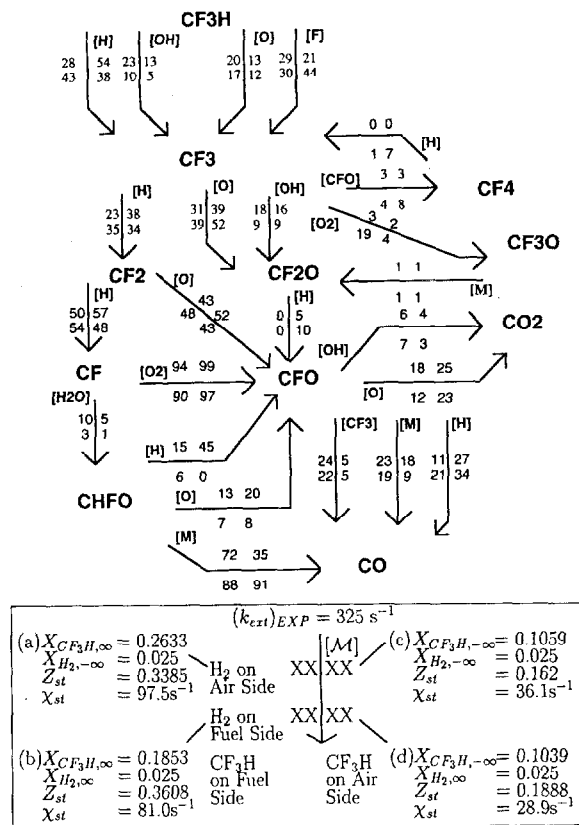 CF3H
[H] [OH] [O] [F]
28 54 23 13 20 13 29 21
43 38 10 5 17 12 30 44
0 0
[H]
CF3
1 7
[CFO] 3 3
CF4
[H] [O] [OH]
4 8
23 38 31 39 18 16
35 34 39 52 9 9
[O2] 3 2
19 4
CF3O
CF2 [O] CF2O
1 1
[M]
[H] 43 [H]
1 1
50 57 48 52 0 5
54 48 43 0 10
6 4
CO2
[OH] 7 3
CF [O2] 94 99 CFO
18 25
90 97
[O] 12 23
[H2O]
10 5
3 1
[CF3] [M] [H]
[H] 15 45
24 5 23 18 11 27
6 0
22 5 19 9 21 34
CHFO [O] 13 20
7 8
[M]
72 35
CO
88 91
(k_ext)_EXP = 325 s⁻¹
(a) X_CF₃H,∞ = 0.2633
X_H₂,−∞ = 0.025
Z_st = 0.3385
χ_st = 97.5s⁻¹
H₂ on
Air Side
[M]
XX XX
(c) X_CF₃H,−∞ = 0.1059
X_H₂,−∞ = 0.025
Z_st = 0.162
χ_st = 36.1s⁻¹
H₂ on
Fuel Side
XX XX
(b) X_CF₃H,∞ = 0.1853
X_H₂,∞ = 0.025
Z_st = 0.3608
χ_st = 81.0s⁻¹
CF₃H
on Fuel
Side
CF₃H
on Air
Side
(d) X_CF₃H,−∞ = 0.1039
X_H₂,∞ = 0.025
Z_st = 0.1888
χ_st = 28.9s⁻¹